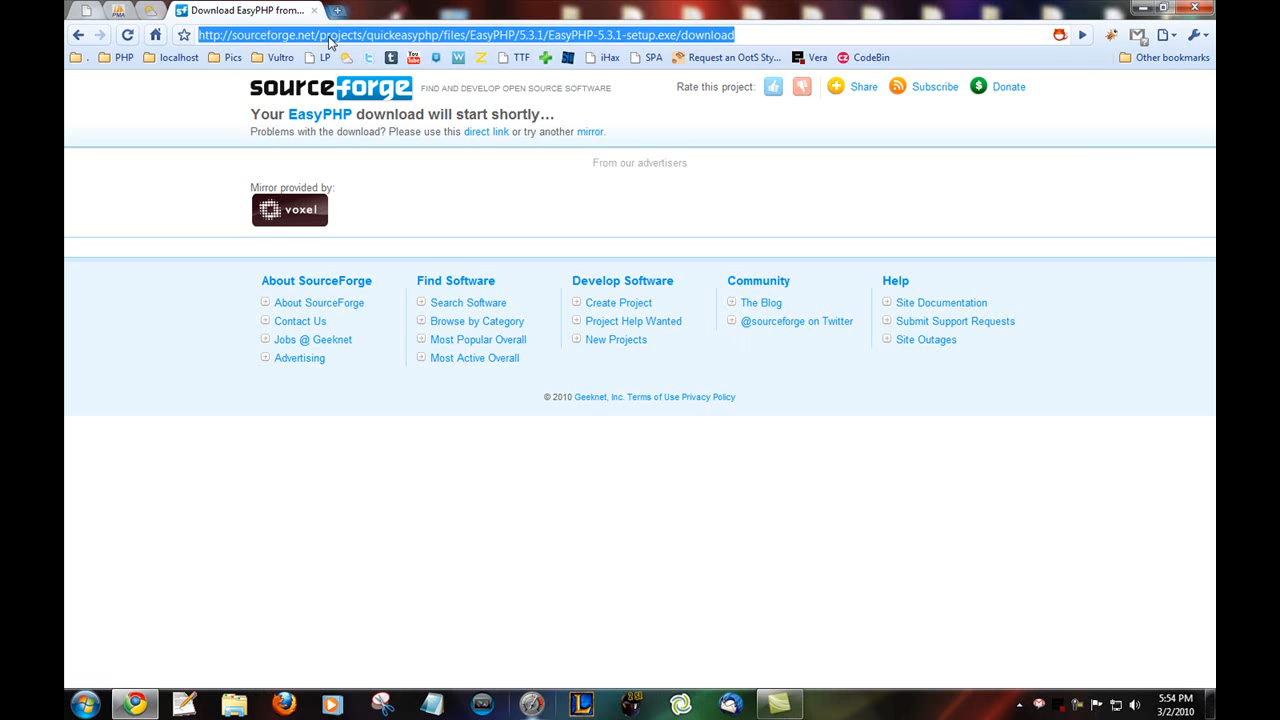 Download EasyPHP from...
http://sourceforge.net/projects/quickeasyphp/files/EasyPHP/5.3.1/EasyPHP-5.3.1-setup.exe/download
. PHP localhost Pics Vultro LP TTF iHax SPA Request an OotS Sty... Vera CodeBin Other bookmarks
sourceforge FIND AND DEVELOP OPEN SOURCE SOFTWARE Rate this project: Share Subscribe Donate
Your EasyPHP download will start shortly...
Problems with the download? Please use this direct link or try another mirror.
From our advertisers
Mirror provided by:
voxel
About SourceForge
About SourceForge
Contact Us
Jobs @ Geeknet
Advertising
Find Software
Search Software
Browse by Category
Most Popular Overall
Most Active Overall
Develop Software
Create Project
Project Help Wanted
New Projects
Community
The Blog
@sourceforge on Twitter
Help
Site Documentation
Submit Support Requests
Site Outages
© 2010 Geeknet, Inc. Terms of Use Privacy Policy
5:54 PM
3/2/2010